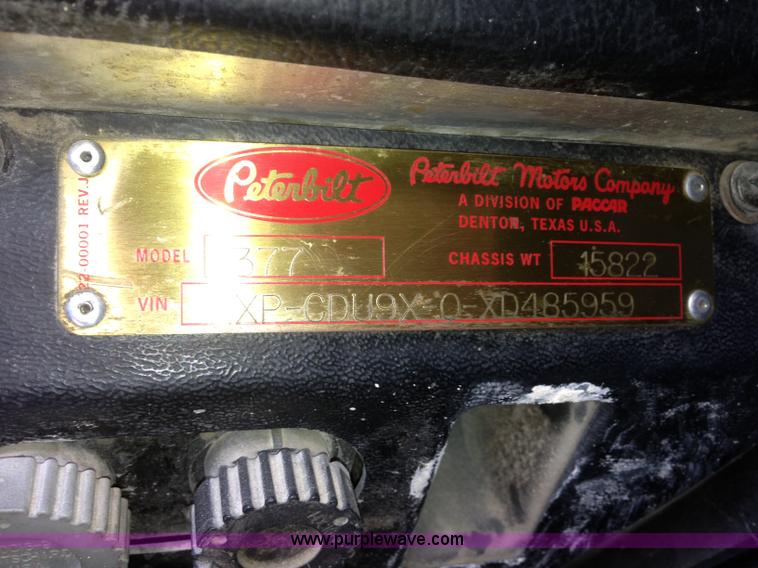 Peterbilt
Peterbilt Motors Company
A DIVISION OF PACCAR
DENTON, TEXAS U.S.A.
MODEL 377
CHASSIS WT 15822
VIN XP-CDU9X-0-XD485959
22-00001 REV.J
www.purplewave.com